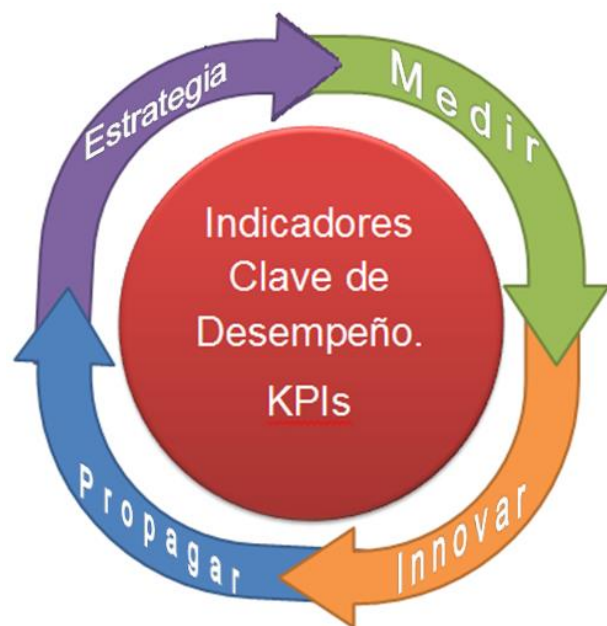 Estrategia
Medir
Indicadores
Clave de
Desempeño.
KPIs
Innovar
Propagar